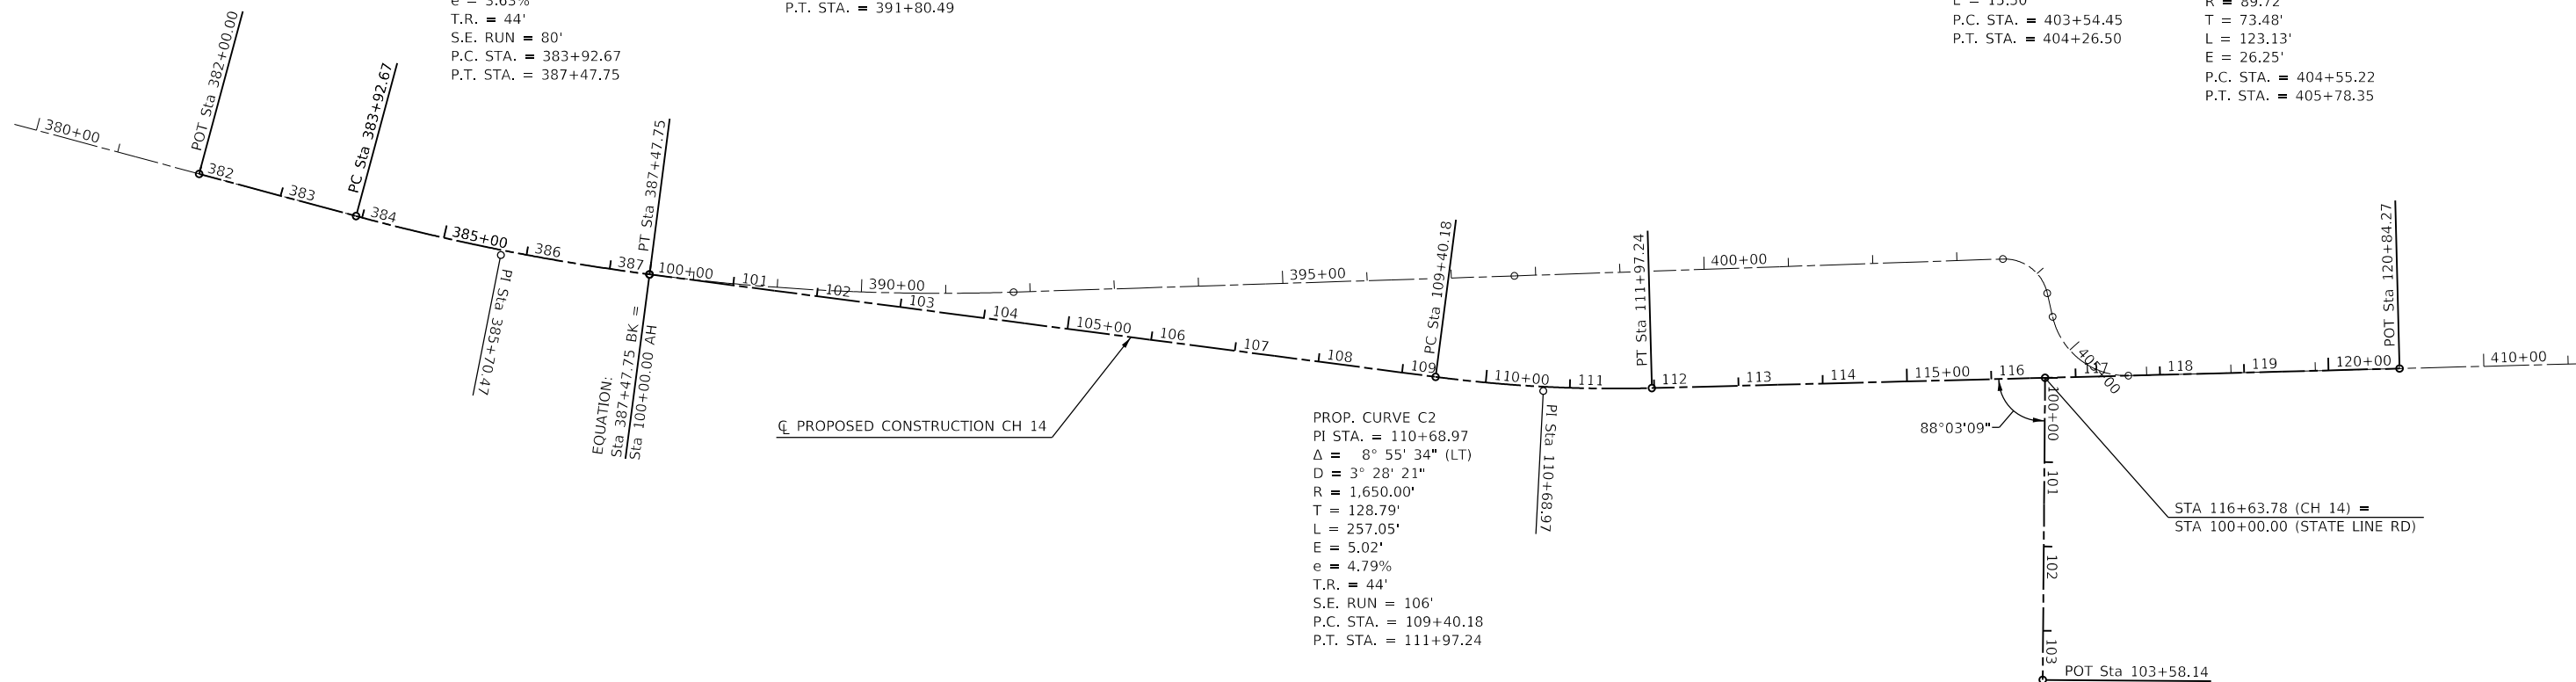 e = 3.63%
T.R. = 44'
S.E. RUN = 80'
P.C. STA. = 383+92.67
P.T. STA. = 387+47.75
P.T. STA. = 391+80.49
P.C. STA. = 403+54.45
P.T. STA. = 404+26.50
R = 89.72'
T = 73.48'
L = 123.13'
E = 26.25'
P.C. STA. = 404+55.22
P.T. STA. = 405+78.35
380+00
POT Sta 382+00.00
382
383
PC Sta 383+92.67
384
385+00
386
387
PI Sta 385+70.47
PT Sta 387+47.75
EQUATION:
Sta 387+47.75 BK =
Sta 100+00.00 AH
100+00
101
102
390+00
103
104
105+00
106
107
108
109
395+00
400+00
405+00
410+00
℄ PROPOSED CONSTRUCTION CH 14
PC Sta 109+40.18
110+00
111
PI Sta 110+68.97
PT Sta 111+97.24
112
113
114
115+00
116
117
118
119
120+00
POT Sta 120+84.27
PROP. CURVE C2
PI STA. = 110+68.97
Δ = 8° 55' 34" (LT)
D = 3° 28' 21"
R = 1,650.00'
T = 128.79'
L = 257.05'
E = 5.02'
e = 4.79%
T.R. = 44'
S.E. RUN = 106'
P.C. STA. = 109+40.18
P.T. STA. = 111+97.24
88°03'09"
100+00
101
102
103
STA 116+63.78 (CH 14) =
STA 100+00.00 (STATE LINE RD)
POT Sta 103+58.14